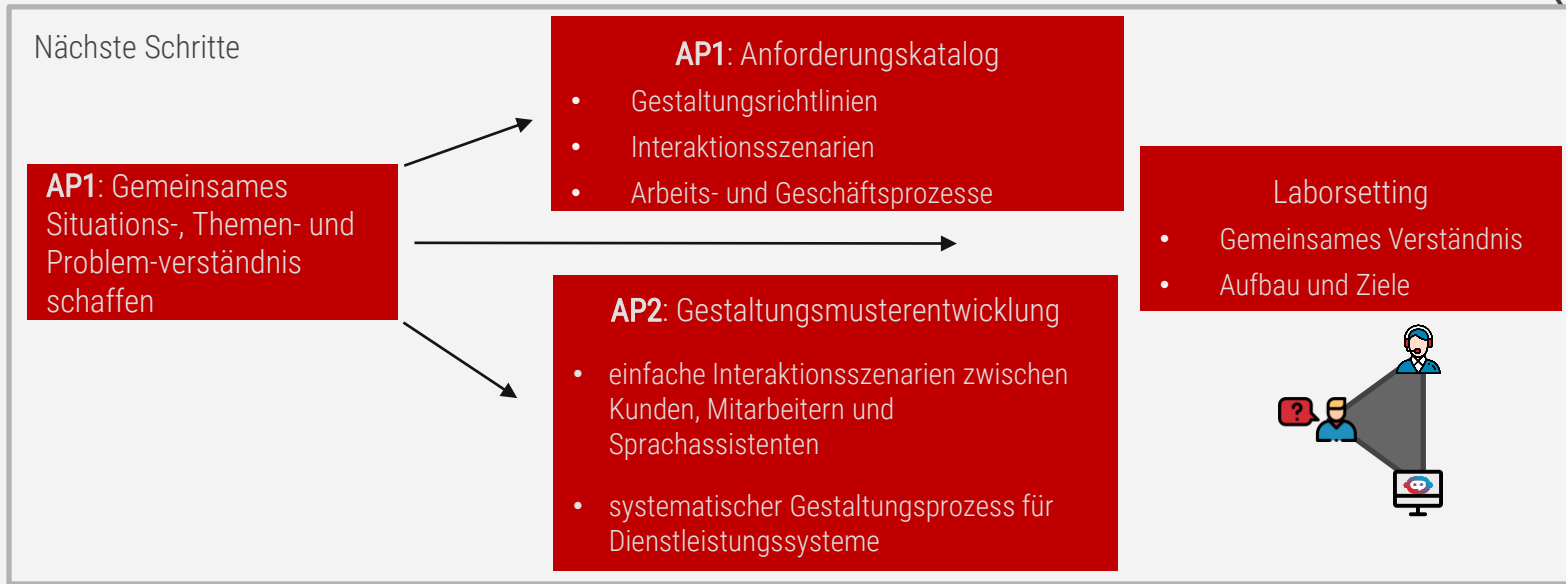 Nächste Schritte
AP1: Gemeinsames
Situations-, Themen- und
Problem-verständnis
schaffen
AP1: Anforderungskatalog
• Gestaltungsrichtlinien
• Interaktionsszenarien
• Arbeits- und Geschäftsprozesse
AP2: Gestaltungsmusterentwicklung
• einfache Interaktionsszenarien zwischen
Kunden, Mitarbeitern und
Sprachassistenten
• systematischer Gestaltungsprozess für
Dienstleistungssysteme
Laborsetting
• Gemeinsames Verständnis
• Aufbau und Ziele
?